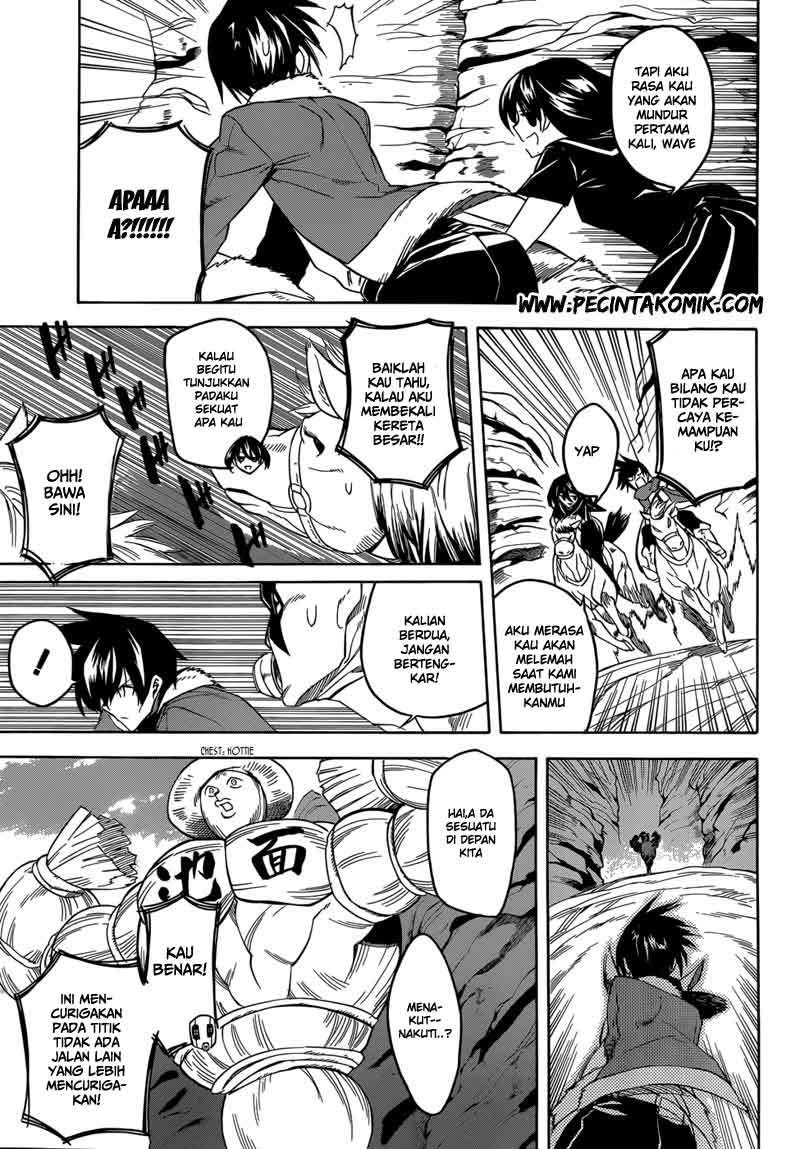 TAPI AKU
RASA KAU
YANG AKAN
MUNDUR
PERTAMA
KALI, WAVE
APAAA
A?!!!!!!
WWW.PECINTAKOMIK.COM
APA KAU
BILANG KAU
TIDAK PER-
CAYA KE-
MAMPUAN
KU!?
YAP
AKU MERASA
KAU AKAN
MELEMAH
SAAT KAMI
MEMBUTUH-
KANMU
BAIKLAH
KAU TAHU,
KALAU AKU
MEMBEKALI
KERETA
BESAR!!
KALAU
BEGITU
TUNJUKKAN
PADAKU
SEKUAT
APA KAU
OHH!
BAWA
SINI!
KALIAN
BERDUA,
JANGAN
BERTENG-
KAR!
!
HAI,A DA
SESUATU
DI DEPAN
KITA
MENA-
KUT--
NAKUTI..?
CHEST: HOTTIE
池面
KAU
BENAR!
INI MEN-
CURIGAKAN
PADA TITIK
TIDAK ADA
JALAN LAIN
YANG LEBIH
MENCURIGA-
KAN!